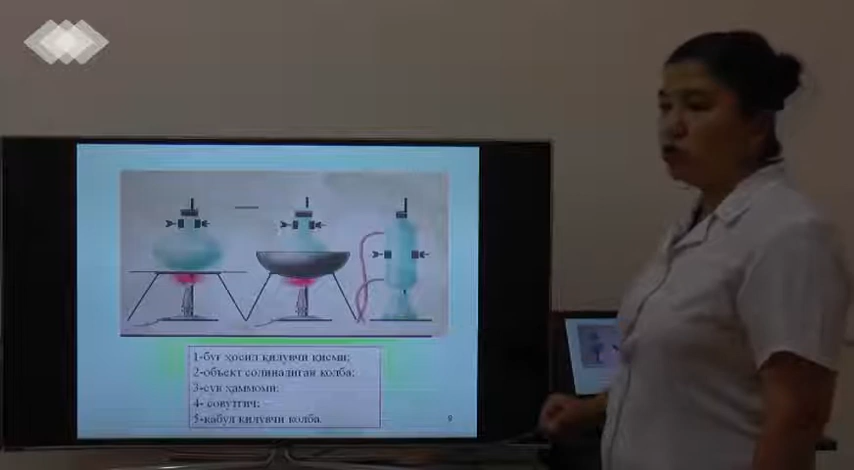 1-буғ ҳосил қилувчи қисми;
2-объект солинадиган колба;
3-сув ҳаммоми;
4- совутгич;
5-қабул қилувчи колба.
9